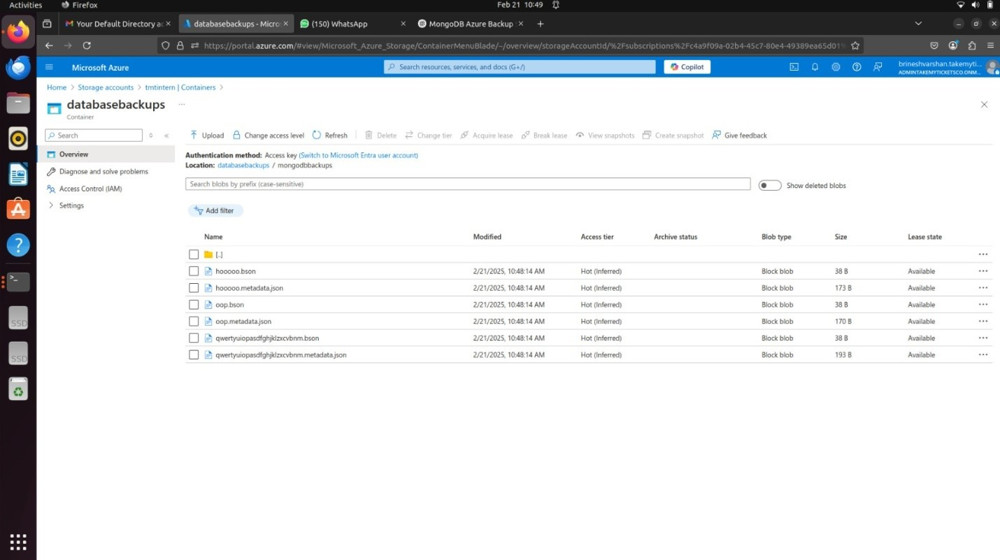 Activities Firefox Feb 21 10:49
Your Default Directory ac databasebackups - Micros (150) WhatsApp MongoDB Azure Backup
https://portal.azure.com/#view/Microsoft_Azure_Storage/ContainerMenuBlade/~/overview/storageAccountId/%2Fsubscriptions%2Fc4a9f09a-02b4-45c7-80e4-49389ea65d01%
Microsoft Azure Search resources, services, and docs (G+/) Copilot brineshvarshan.takemyti...
ADMINTAKEMYTICKETSCO.ONM...
Home > Storage accounts > tmtintern | Containers >
databasebackups ...
Container
Search Upload Change access level Refresh Delete Change tier Acquire lease Break lease View snapshots Create snapshot Give feedback
Overview
Diagnose and solve problems
Access Control (IAM)
Settings
Authentication method: Access key (Switch to Microsoft Entra user account)
Location: databasebackups / mongodbbackups
Search blobs by prefix (case-sensitive) Show deleted blobs
Add filter
Name Modified Access tier Archive status Blob type Size Lease state
[..]
hooooo.bson 2/21/2025, 10:48:14 AM Hot (Inferred) Block blob 38 B Available
hooooo.metadata.json 2/21/2025, 10:48:14 AM Hot (Inferred) Block blob 173 B Available
oop.bson 2/21/2025, 10:48:14 AM Hot (Inferred) Block blob 38 B Available
oop.metadata.json 2/21/2025, 10:48:14 AM Hot (Inferred) Block blob 170 B Available
qwertyuiopasdfghjklzxcvbnm.bson 2/21/2025, 10:48:14 AM Hot (Inferred) Block blob 38 B Available
qwertyuiopasdfghjklzxcvbnm.metadata.json 2/21/2025, 10:48:14 AM Hot (Inferred) Block blob 193 B Available
SSD
SSD